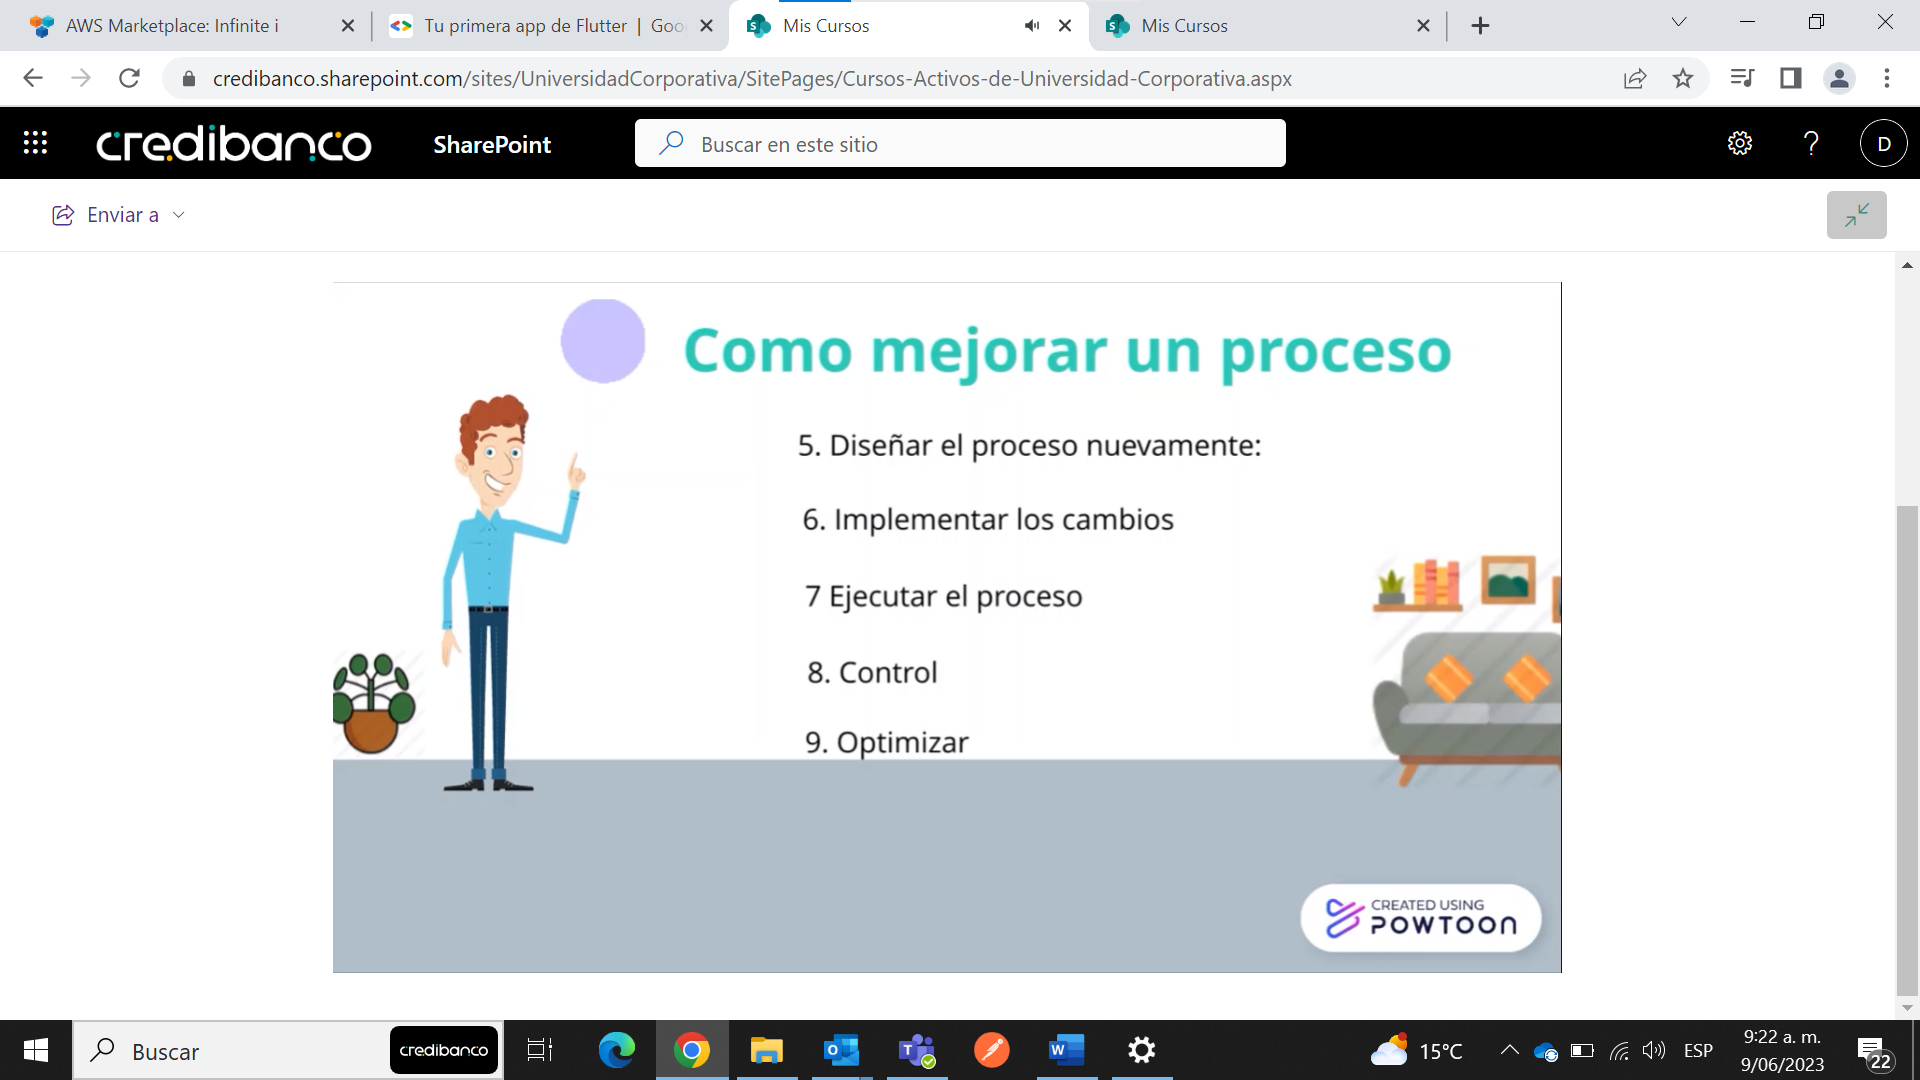 AWS Marketplace: Infinite i
Tu primera app de Flutter | Goo
Mis Cursos
Mis Cursos
credibanco.sharepoint.com/sites/UniversidadCorporativa/SitePages/Cursos-Activos-de-Universidad-Corporativa.aspx
credibanco
SharePoint
Buscar en este sitio
D
Enviar a
Como mejorar un proceso
5. Diseñar el proceso nuevamente:
6. Implementar los cambios
7 Ejecutar el proceso
8. Control
9. Optimizar
CREATED USING
POWTOON
Buscar
credibanco
15°C
ESP
9:22 a. m.
9/06/2023
22